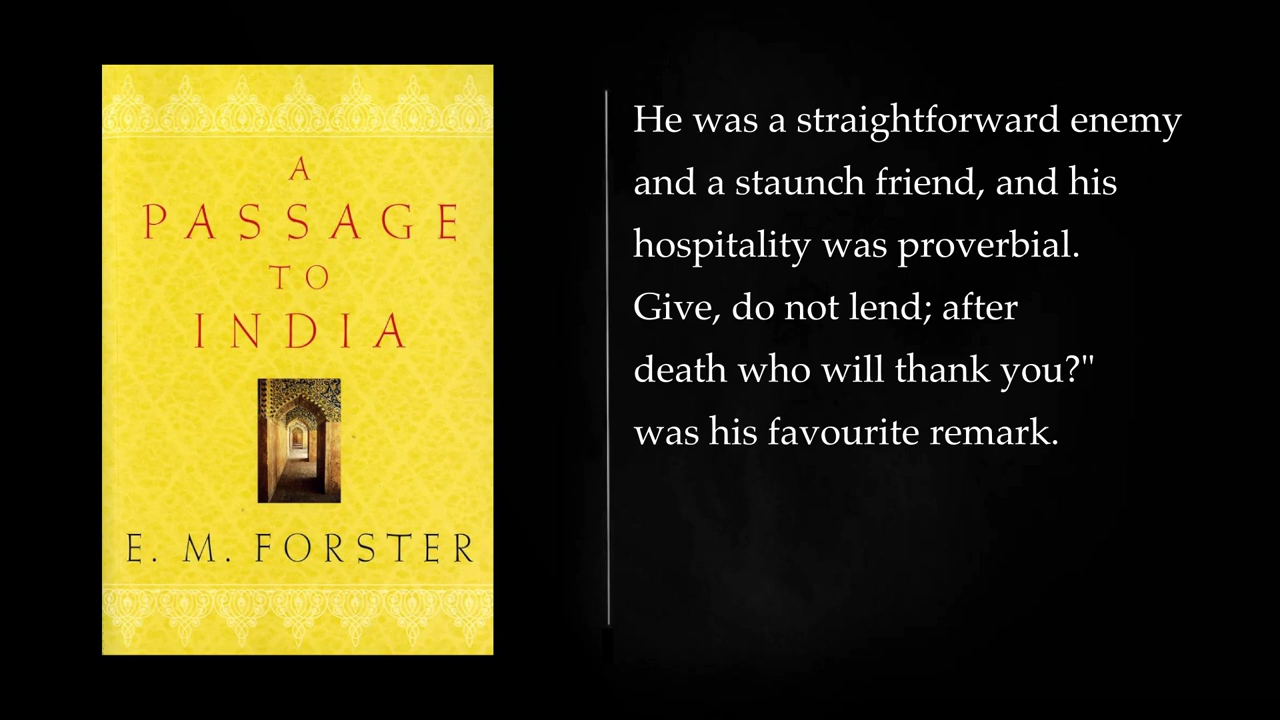 A
PASSAGE
TO
INDIA
E. M. FORSTER
He was a straightforward enemy
and a staunch friend, and his
hospitality was proverbial.
Give, do not lend; after
death who will thank you?"
was his favourite remark.